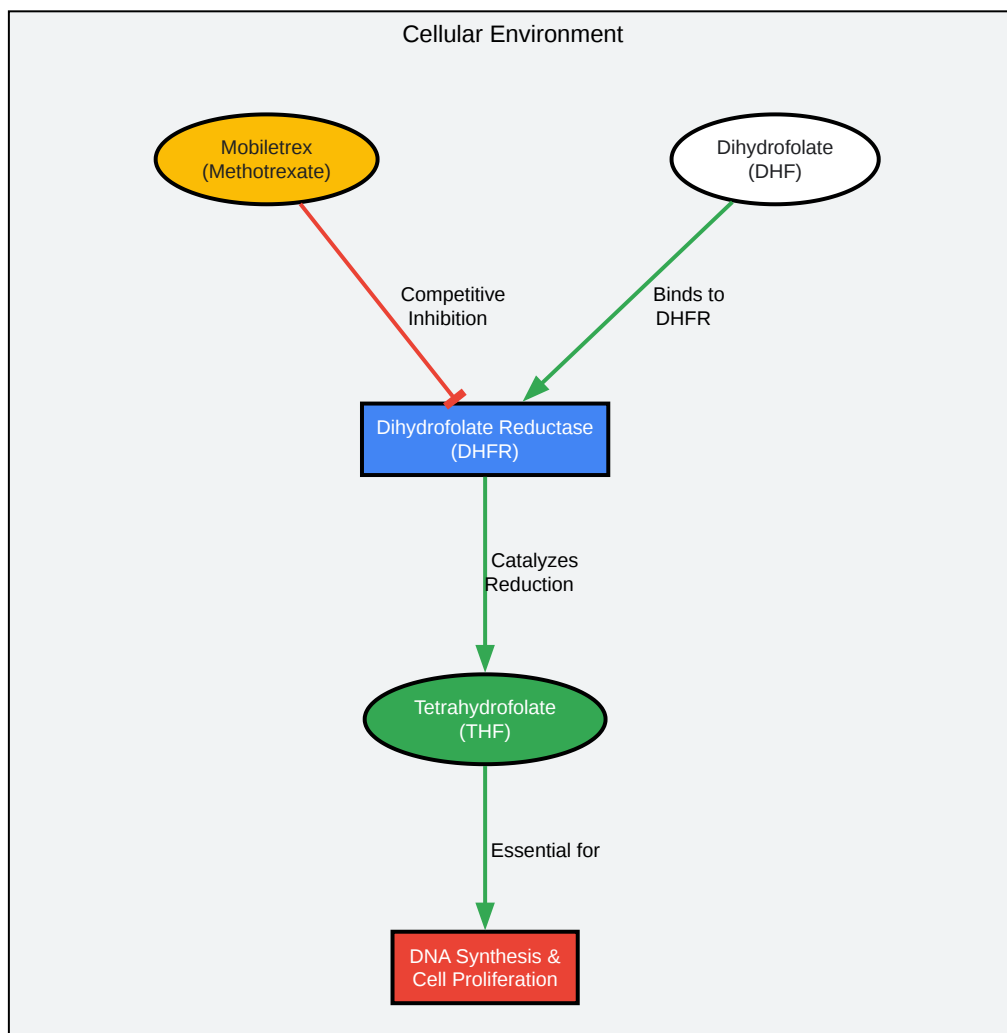 Cellular Environment
Mobiletrex
(Methotrexate)
Dihydrofolate
(DHF)
Competitive
Inhibition
Binds to
DHFR
Dihydrofolate Reductase
(DHFR)
Catalyzes
Reduction
Tetrahydrofolate
(THF)
Essential for
DNA Synthesis &
Cell Proliferation